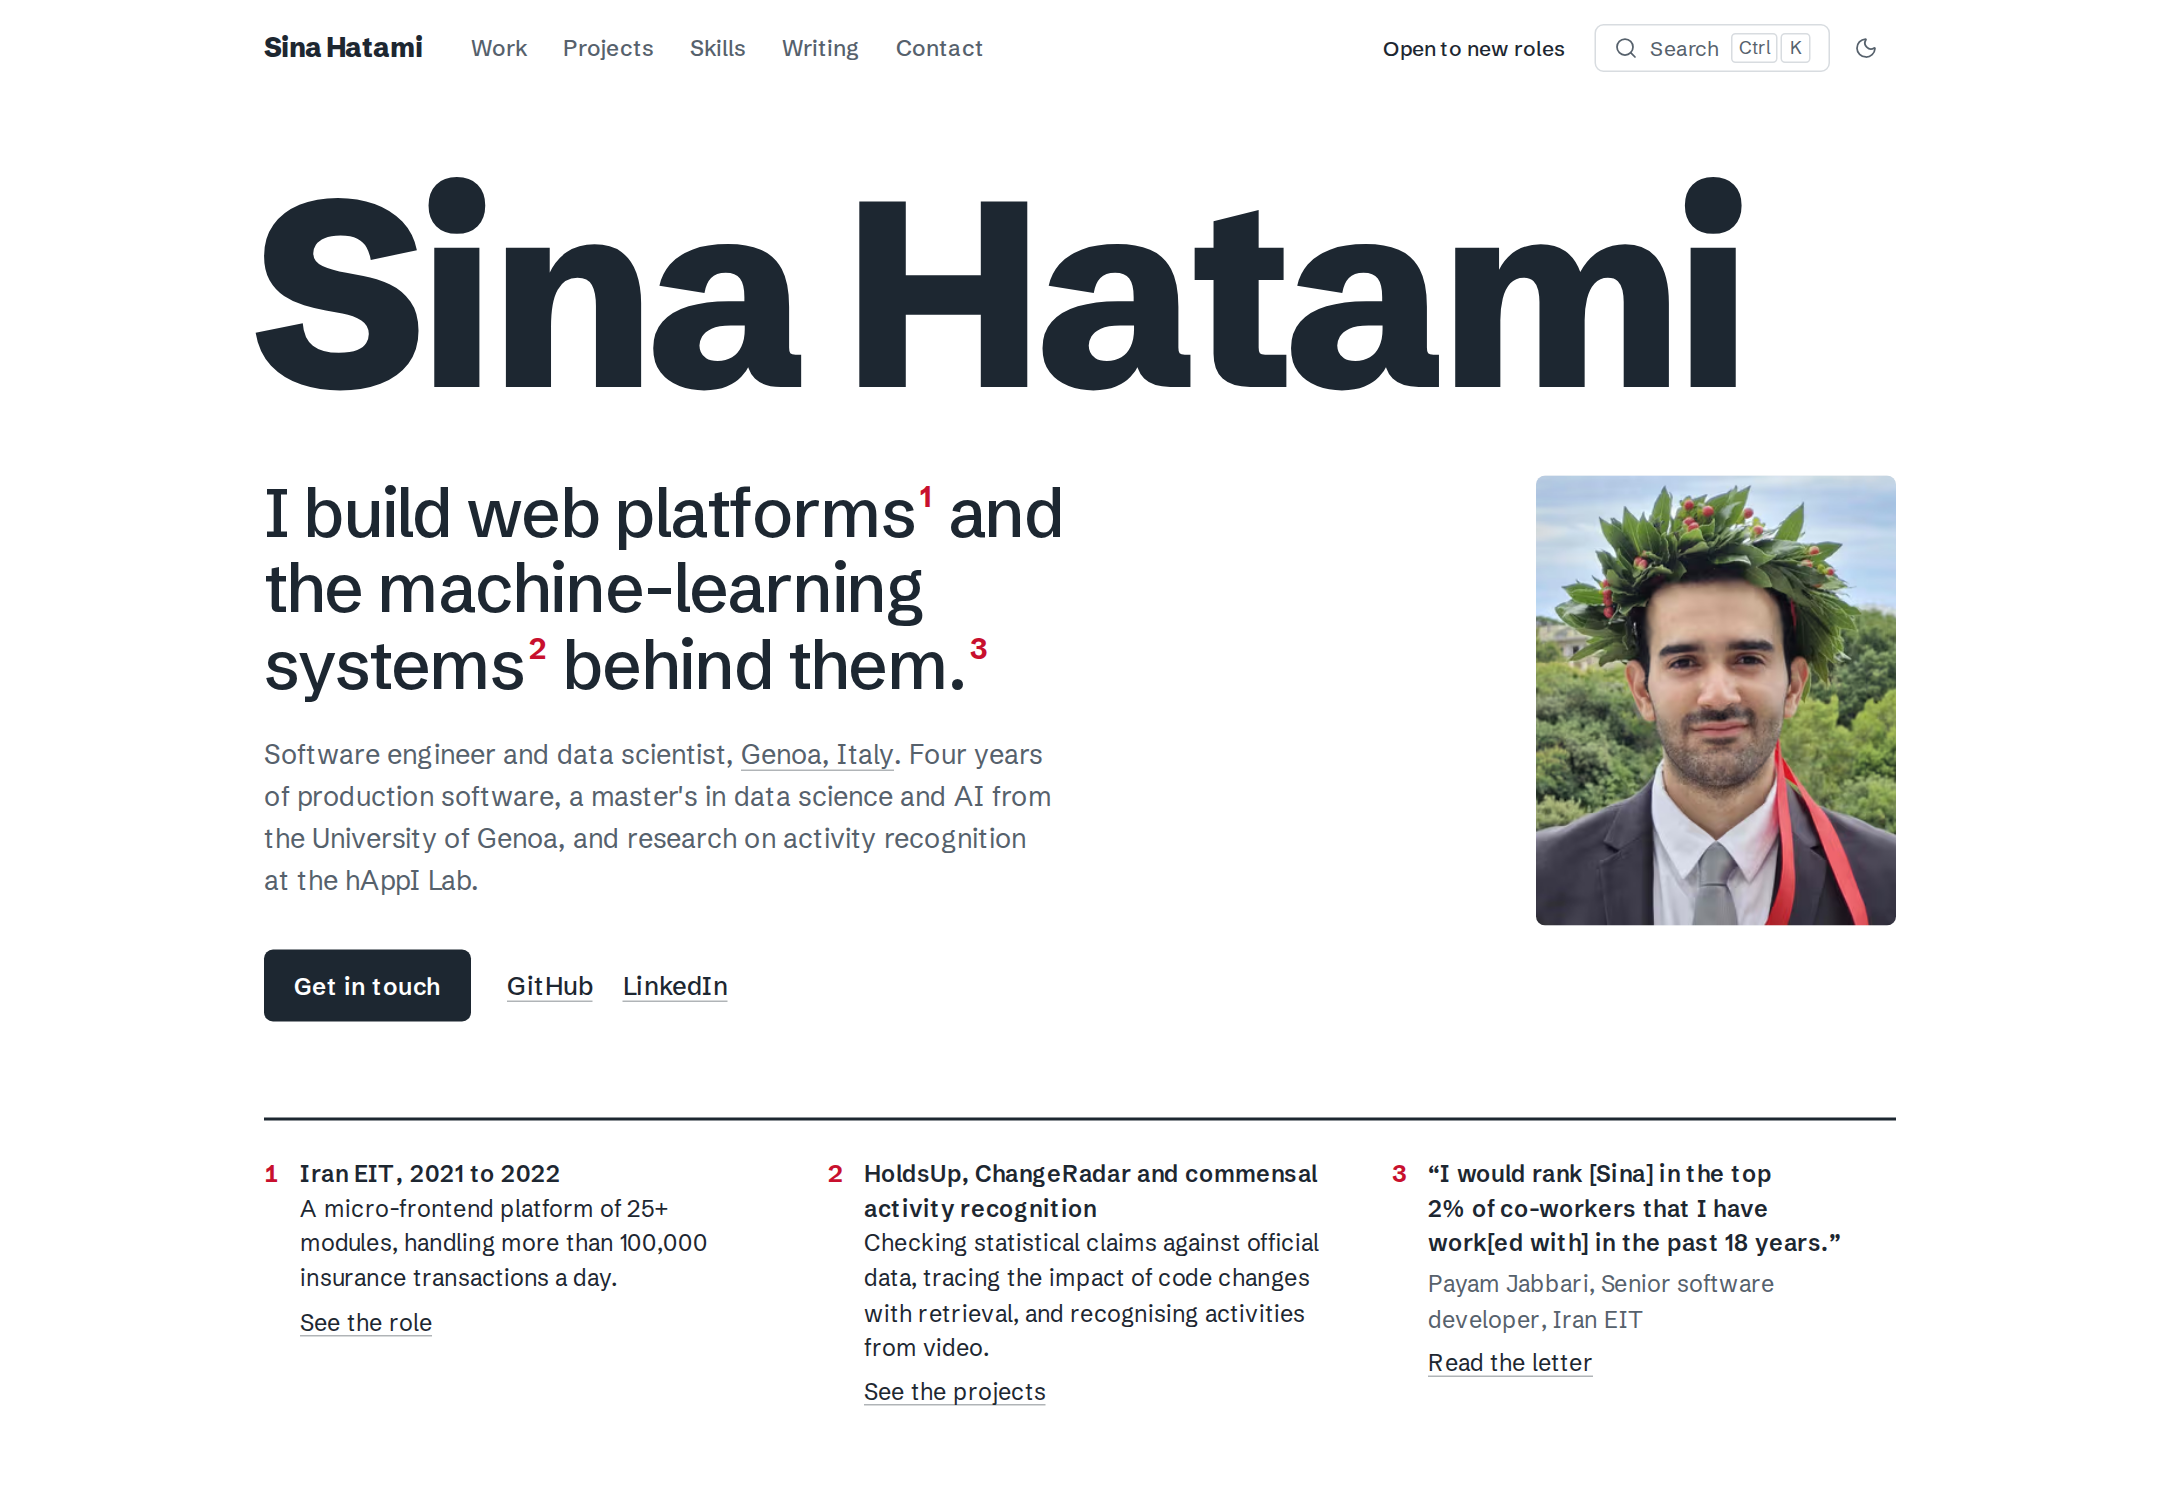 Sina Hatami Work Projects Skills Writing Contact Open to new roles Search Ctrl K
Sina Hatami
I build web platforms1 and
the machine-learning
systems2 behind them.3
Software engineer and data scientist, Genoa, Italy. Four years
of production software, a master's in data science and AI from
the University of Genoa, and research on activity recognition
at the hAppI Lab.
Get in touch GitHub LinkedIn
1 Iran EIT, 2021 to 2022
A micro-frontend platform of 25+
modules, handling more than 100,000
insurance transactions a day.
See the role
2 HoldsUp, ChangeRadar and commensal
activity recognition
Checking statistical claims against official
data, tracing the impact of code changes
with retrieval, and recognising activities
from video.
See the projects
3 “I would rank [Sina] in the top
2% of co-workers that I have
work[ed with] in the past 18 years.”
Payam Jabbari, Senior software
developer, Iran EIT
Read the letter